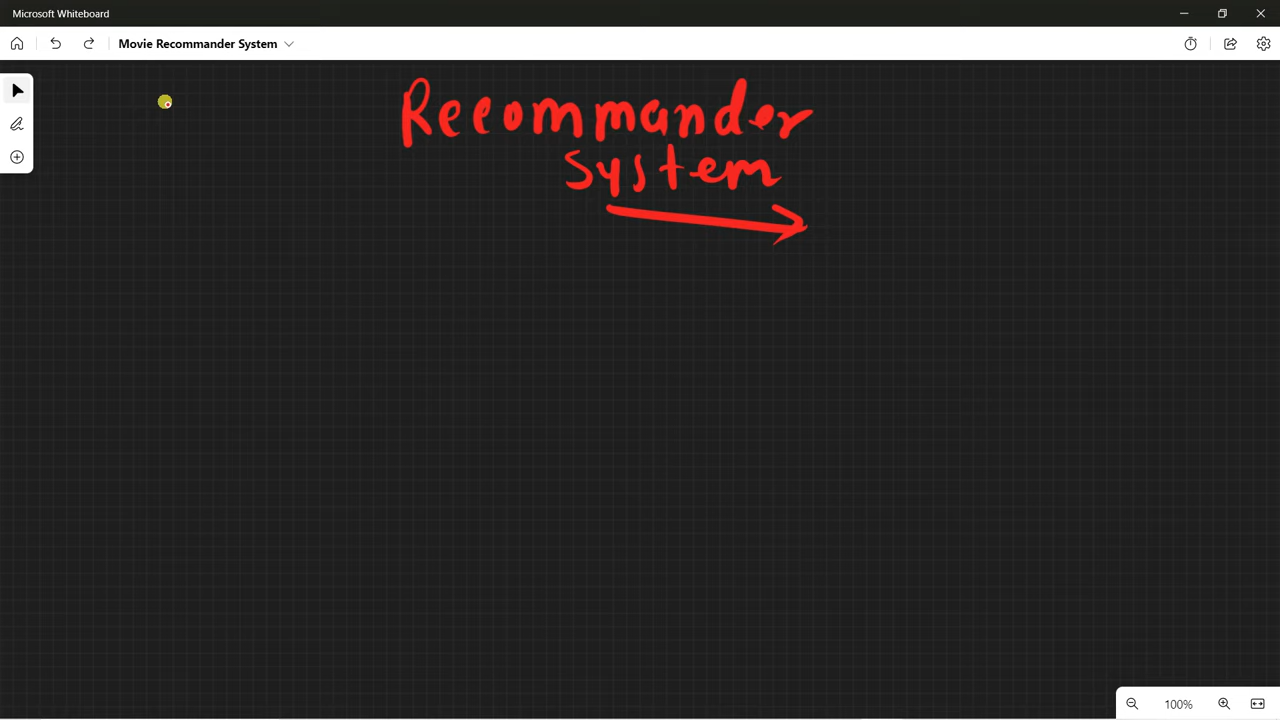 Microsoft Whiteboard
Movie Recommander System
Recommander
System
100%